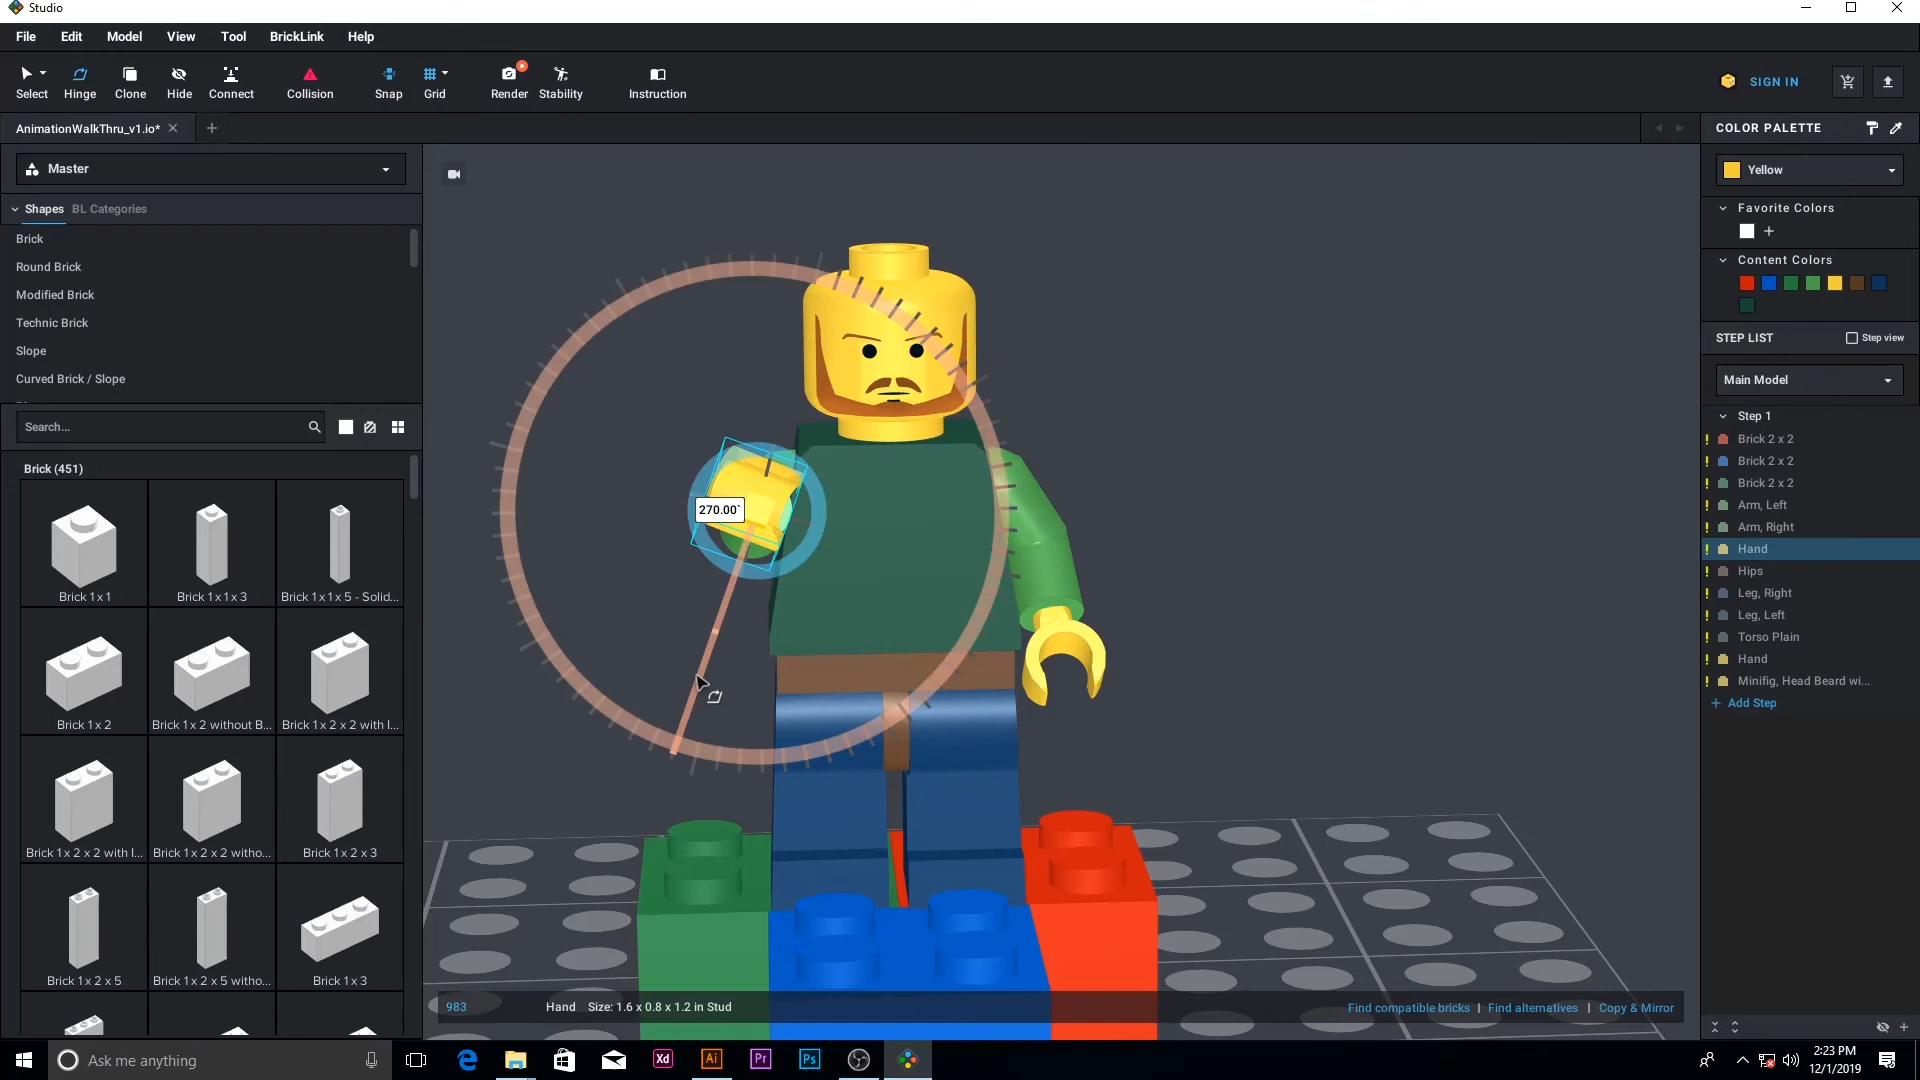 Studio
File Edit Model View Tool BrickLink Help
Select Hinge Clone Hide Connect Collision Snap Grid Render Stability Instruction
SIGN IN
AnimationWalkThru_v1.io*
Master
Shapes BL Categories
Brick
Round Brick
Modified Brick
Technic Brick
Slope
Curved Brick / Slope
Search...
Brick (451)
Brick 1 x 1
Brick 1 x 1 x 3
Brick 1 x 1 x 5 - Solid...
Brick 1 x 2
Brick 1 x 2 without B...
Brick 1 x 2 x 2 with I...
Brick 1 x 2 x 2 with I...
Brick 1 x 2 x 2 witho...
Brick 1 x 2 x 3
Brick 1 x 2 x 5
Brick 1 x 2 x 5 witho...
Brick 1 x 3
270.00°
983 Hand Size: 1.6 x 0.8 x 1.2 in Stud
Find compatible bricks | Find alternatives | Copy & Mirror
COLOR PALETTE
Yellow
Favorite Colors
Content Colors
STEP LIST Step view
Main Model
Step 1
Brick 2 x 2
Brick 2 x 2
Brick 2 x 2
Arm, Left
Arm, Right
Hand
Hips
Leg, Right
Leg, Left
Torso Plain
Hand
Minifig, Head Beard wi...
+ Add Step
Ask me anything
Xd Ai Pr Ps
2:23 PM
12/1/2019